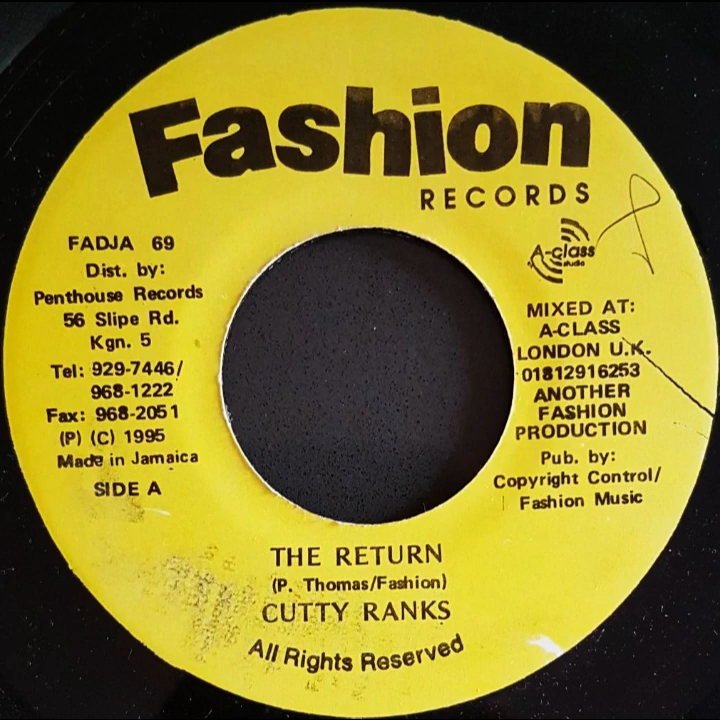 Fashion
RECORDS
FADJA 69
Dist. by:
Penthouse Records
56 Slipe Rd.
Kgn. 5
Tel: 929-7446/
968-1222
Fax: 968-2051
(P) (C) 1995
Made in Jamaica
SIDE A
A-class
studio
MIXED AT:
A-CLASS
LONDON U.K.
01812916253
ANOTHER
FASHION
PRODUCTION
Pub. by:
Copyright Control/
Fashion Music
THE RETURN
(P. Thomas/Fashion)
CUTTY RANKS
All Rights Reserved